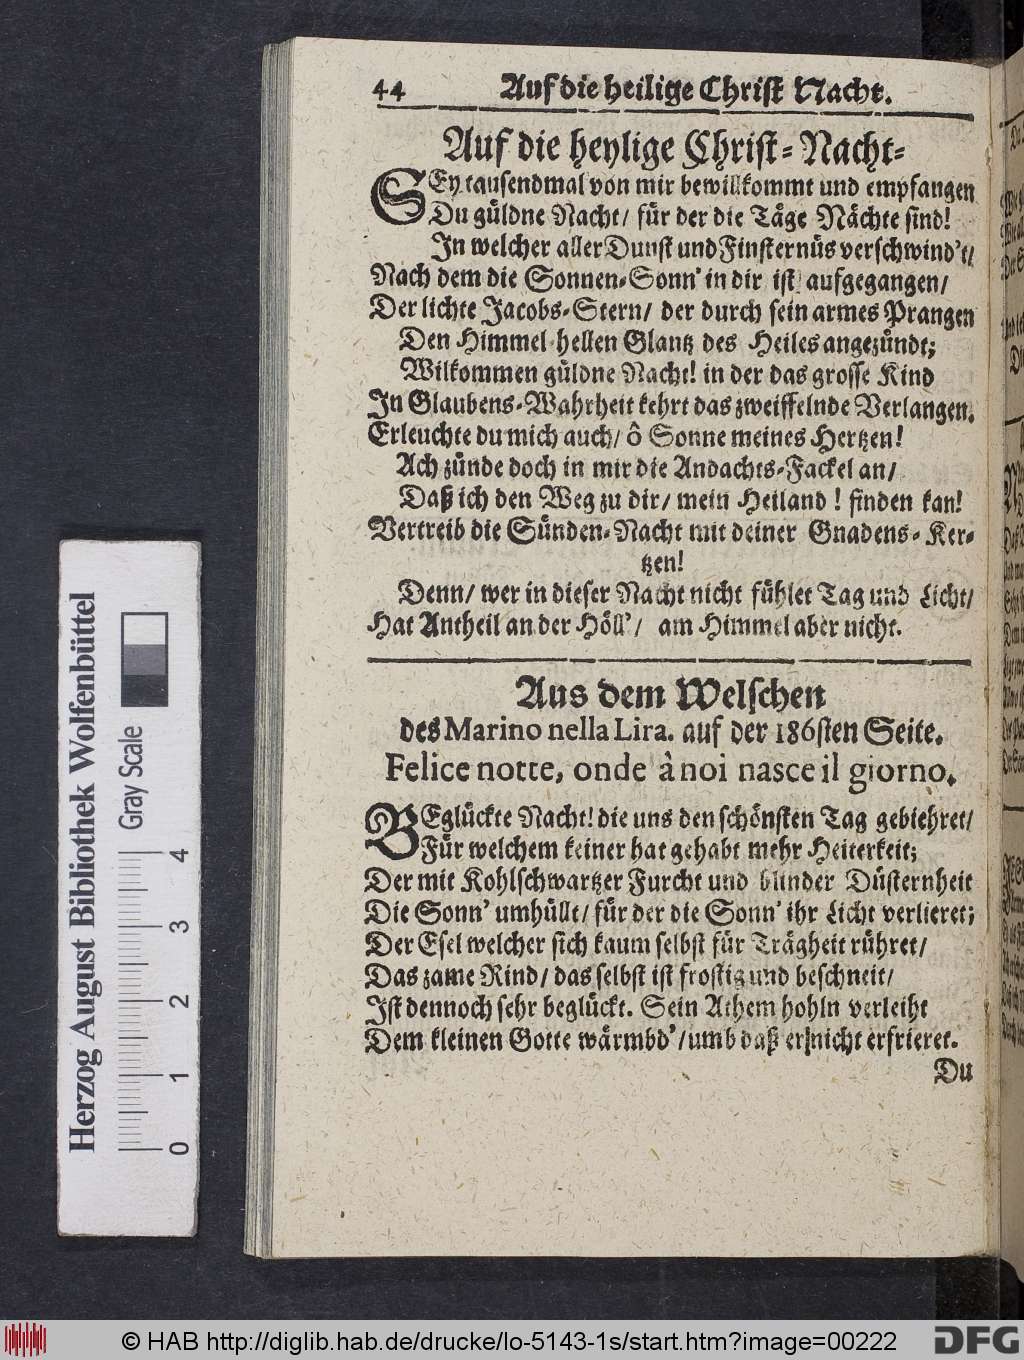 44 Auf die heilige Christ Nacht.
Auf die heylige Christ-Nacht-
SEy tausendmal von mir bewillkommt und empfangen
Du güldne Nacht/ für der die Täge Nächte sind!
In welcher aller Dunst und Finsternüs verschwind't/
Nach dem die Sonnen-Sonn' in dir ist aufgegangen/
Der lichte Jacobs-Stern/ der durch sein armes Prangen
Den Himmel hellen Glantz des Heiles angezündt;
Wilkommen güldne Nacht! in der das grosse Kind
In Glaubens-Wahrheit kehrt das zweiffelnde Verlangen.
Erleuchte du mich auch/ ô Sonne meines Hertzen!
Ach zünde doch in mir die Andachts-Fackel an/
Daß ich den Weg zu dir/ mein Heiland! finden kan!
Vertreib die Sünden-Nacht mit deiner Gnadens-Ker-
tzen!
Denn/ wer in dieser Nacht nicht fühlet Tag und Licht/
Hat Antheil an der Höll'/ am Himmel aber nicht.
Aus dem Welschen
des Marino nella Lira. auf der 186sten Seite.
Felice notte, onde à noi nasce il giorno.
BEglückte Nacht! die uns den schönsten Tag gebiehret/
Für welchem keiner hat gehabt mehr Heiterkeit;
Der mit Kohlschwartzer Furcht und blinder Düsternheit
Die Sonn' umhüllt/ für der die Sonn' ihr Licht verlieret;
Der Esel welcher sich kaum selbst für Trägheit rühret/
Das zame Rind/ das selbst ist frostig und beschneit/
Ist dennoch sehr beglückt. Sein Athem hohln verleiht
Dem kleinen Gotte wärmbd'/ umb daß er nicht erfrieret.
Du
Herzog August Bibliothek Wolfenbüttel
Gray Scale
0 1 2 3 4
© HAB http://diglib.hab.de/drucke/lo-5143-1s/start.htm?image=00222
DFG